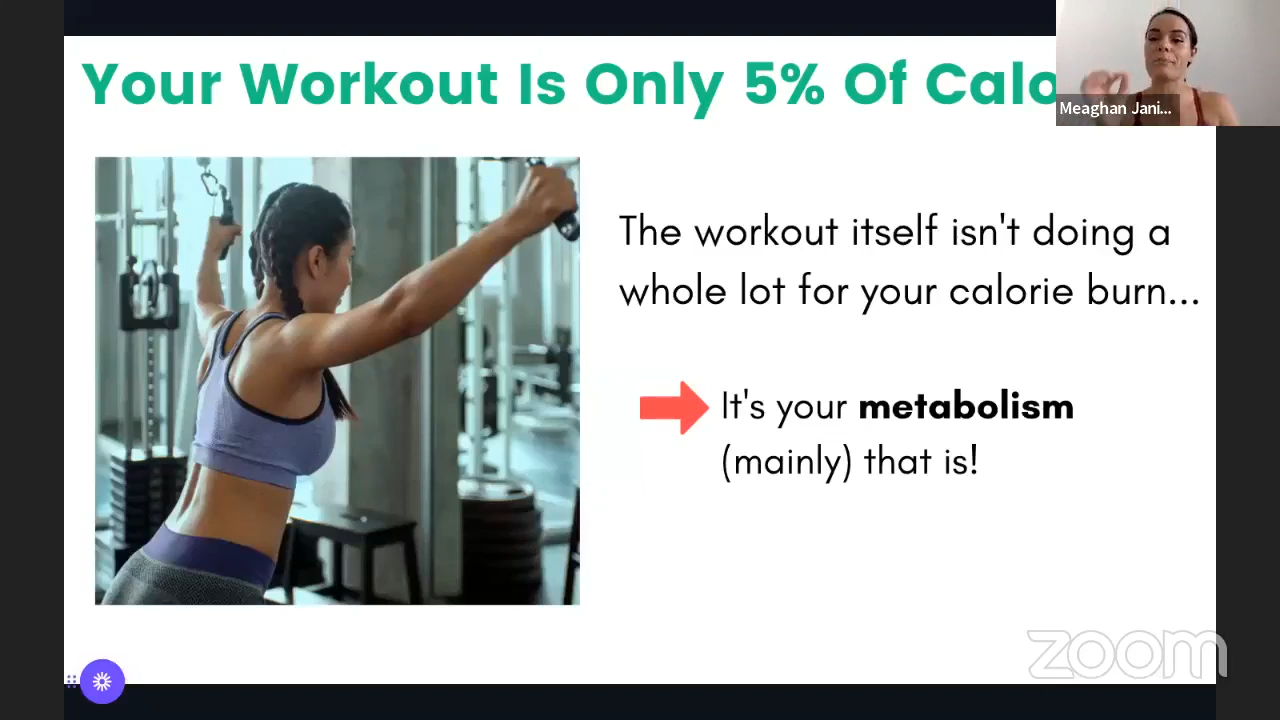 Your Workout Is Only 5% Of Calo
Meaghan Jani...
The workout itself isn't doing a
whole lot for your calorie burn...
It's your metabolism
(mainly) that is!
zoom